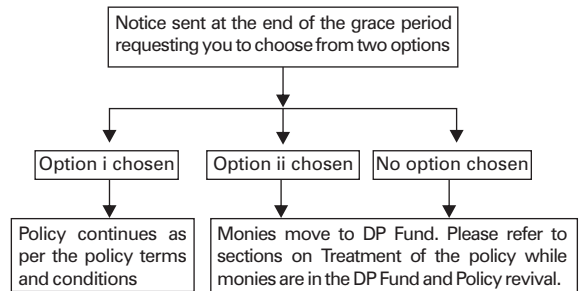 Notice sent at the end of the grace period
requesting you to choose from two options
Option i chosen
Option ii chosen
No option chosen
Policy continues as
per the policy terms
and conditions
Monies move to DP Fund. Please refer to
sections on Treatment of the policy while
monies are in the DP Fund and Policy revival.